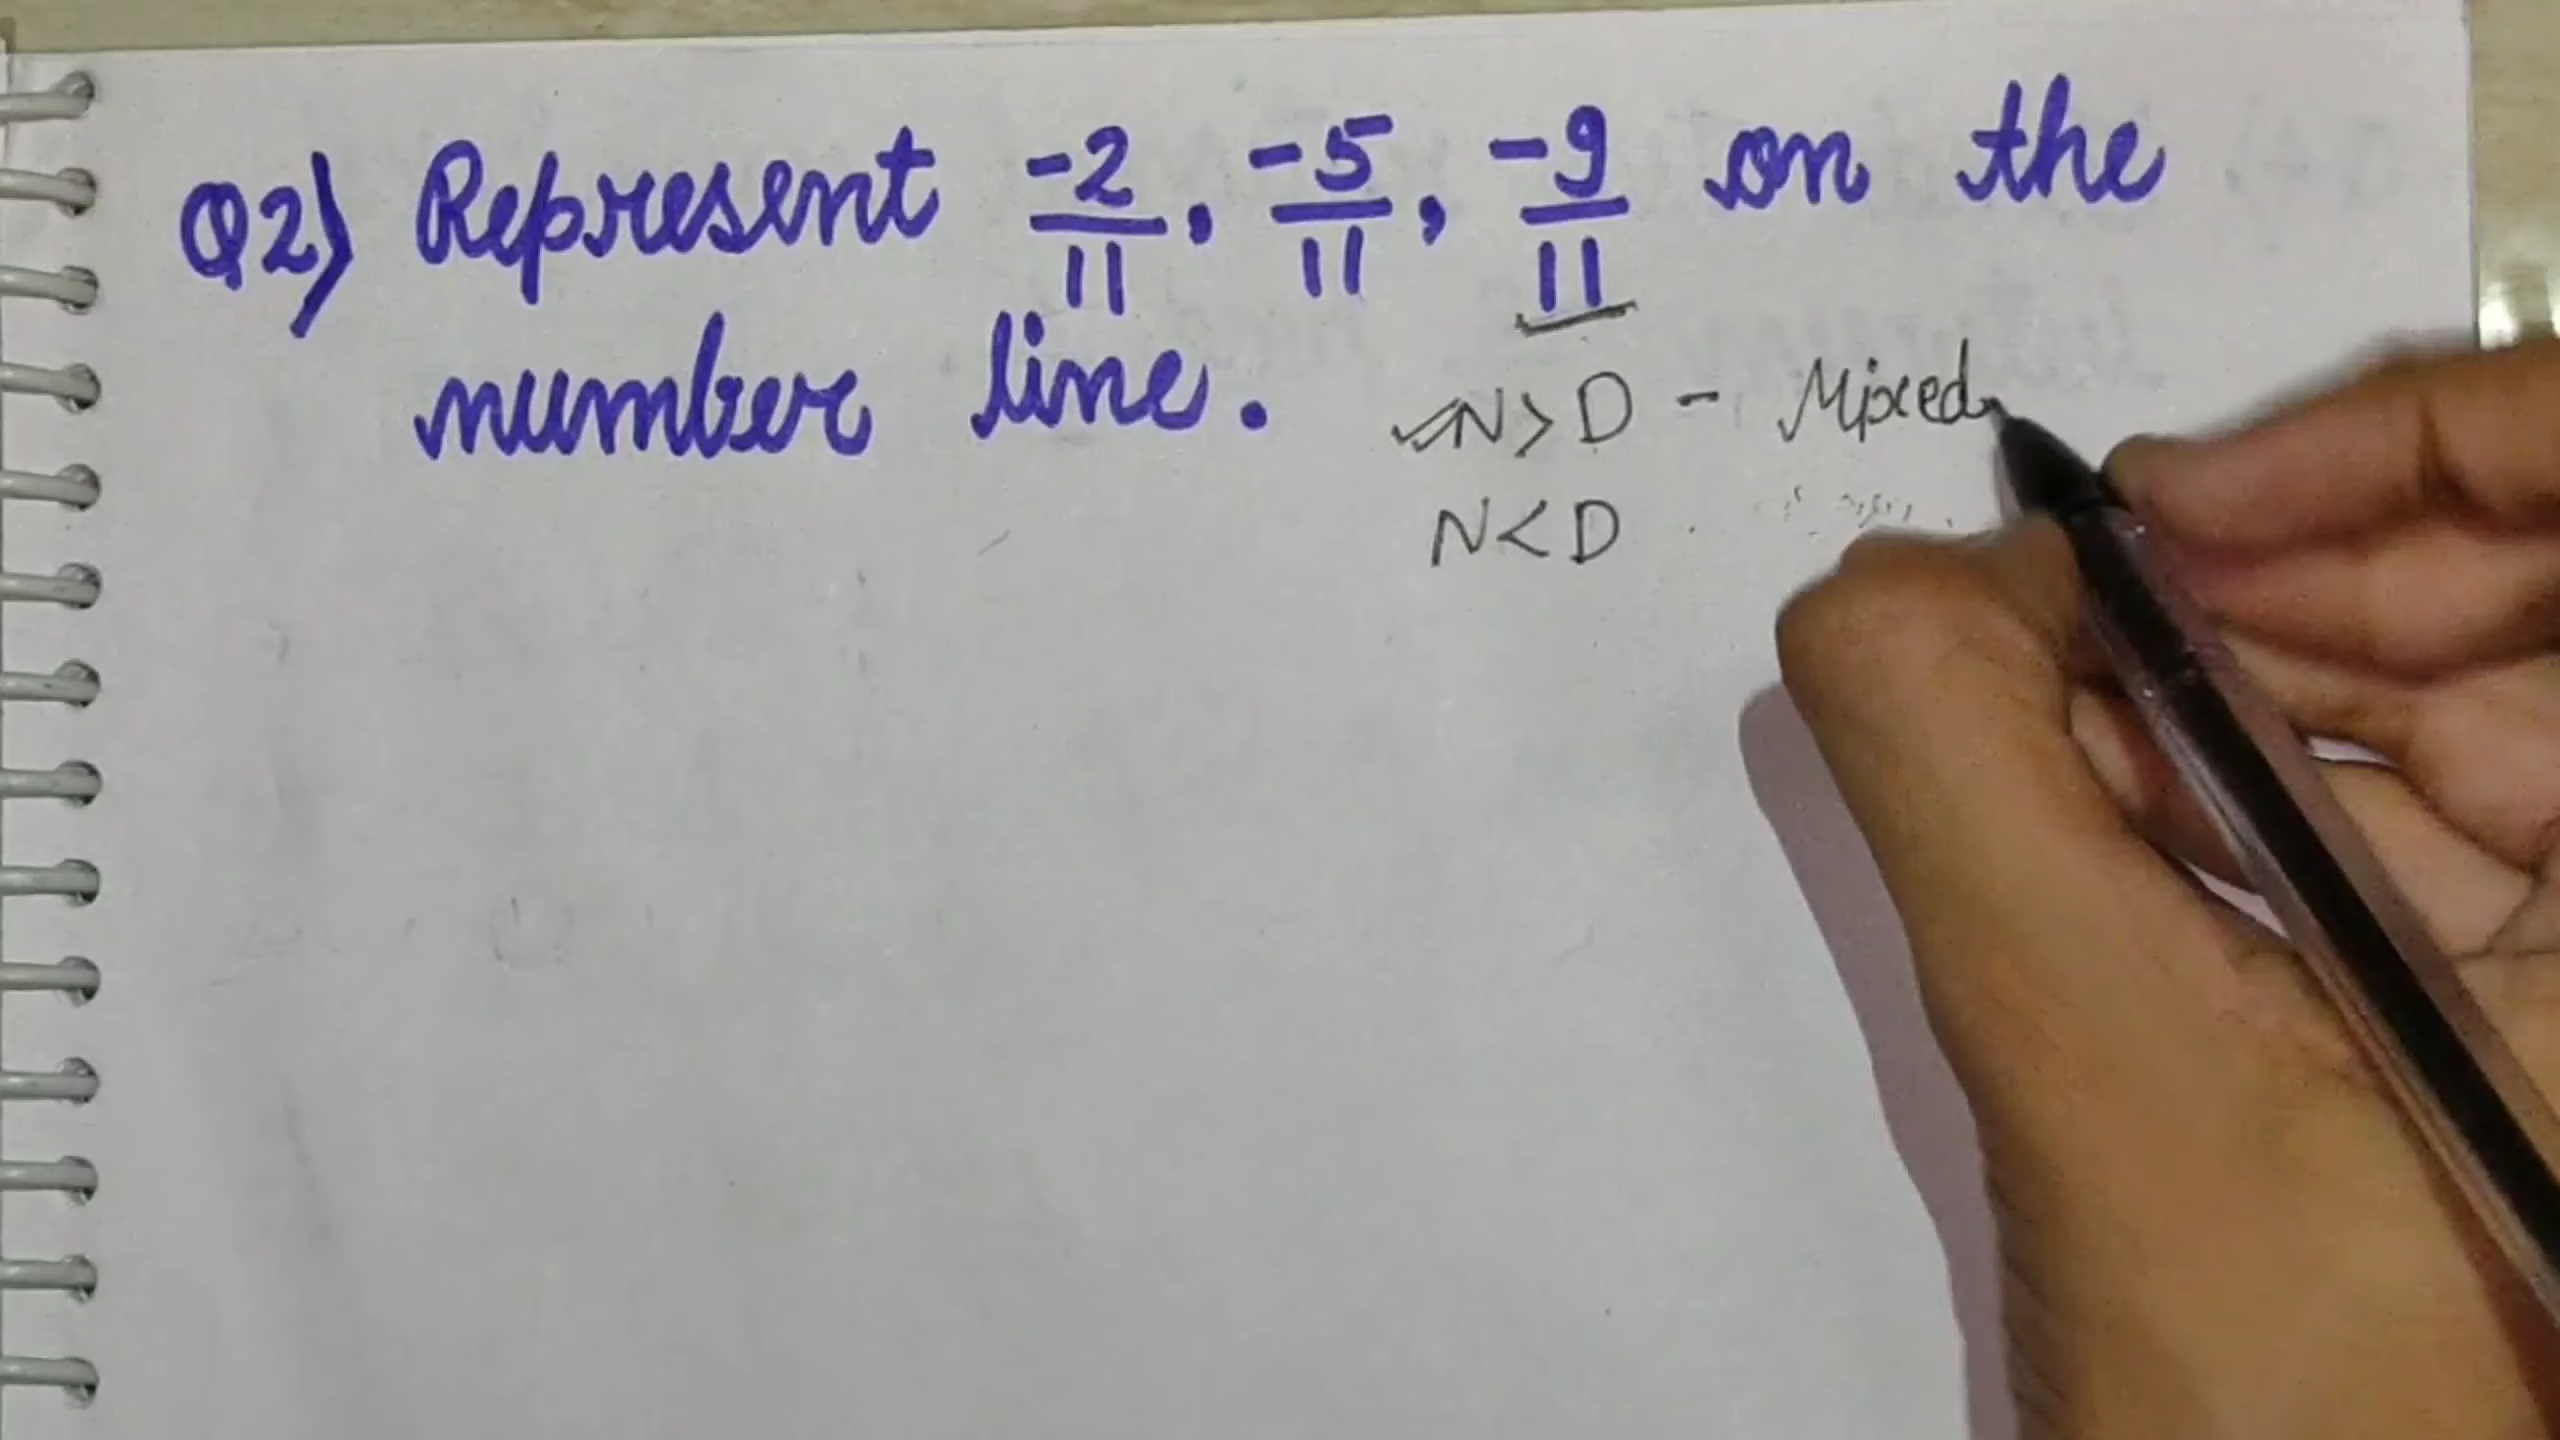 Q2) Represent -2/11, -5/11, -9/11 on the
number line.
N>D - Mixed
N<D